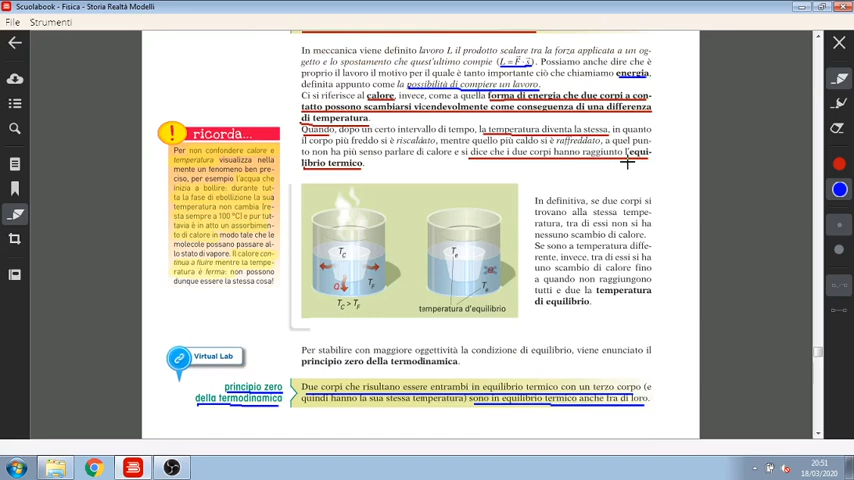 Scuolabook - Fisica - Storia Realtà Modelli
File Strumenti
In meccanica viene definito lavoro L il prodotto scalare tra la forza applicata a un og-
getto e lo spostamento che quest'ultimo compie (L = F · s). Possiamo anche dire che è
proprio il lavoro il motivo per il quale è tanto importante ciò che chiamiamo energia,
definita appunto come la possibilità di compiere un lavoro.
Ci si riferisce al calore, invece, come a quella forma di energia che due corpi a con-
tatto possono scambiarsi vicendevolmente come conseguenza di una differenza
di temperatura.
Quando, dopo un certo intervallo di tempo, la temperatura diventa la stessa, in quanto
il corpo più freddo si è riscaldato, mentre quello più caldo si è raffreddato, a quel pun-
to non ha più senso parlare di calore e si dice che i due corpi hanno raggiunto l'equi-
librio termico.
ricorda...
Per non confondere calore e
temperatura visualizza nella
mente un fenomeno ben pre-
ciso, per esempio l'acqua che
inizia a bollire: durante tut-
ta la fase di ebollizione la sua
temperatura non cambia (re-
sta sempre a 100 °C) e pur tut-
tavia è in atto un assorbimen-
to di calore in modo tale che le
molecole possano passare al-
lo stato di vapore. Il calore con-
tinua a fluire mentre la tempe-
ratura è ferma: non possono
dunque essere la stessa cosa!
TC
TF
Q
TC > TF
Te
Q
Te
temperatura d'equilibrio
In definitiva, se due corpi si
trovano alla stessa tempe-
ratura, tra di essi non si ha
nessuno scambio di calore.
Se sono a temperatura diffe-
rente, invece, tra di essi si ha
uno scambio di calore fino
a quando non raggiungono
tutti e due la temperatura
di equilibrio.
Virtual Lab
Per stabilire con maggiore oggettività la condizione di equilibrio, viene enunciato il
principio zero della termodinamica.
principio zero
della termodinamica
Due corpi che risultano essere entrambi in equilibrio termico con un terzo corpo (e
quindi hanno la sua stessa temperatura) sono in equilibrio termico anche fra di loro.
20:51
18/03/2020